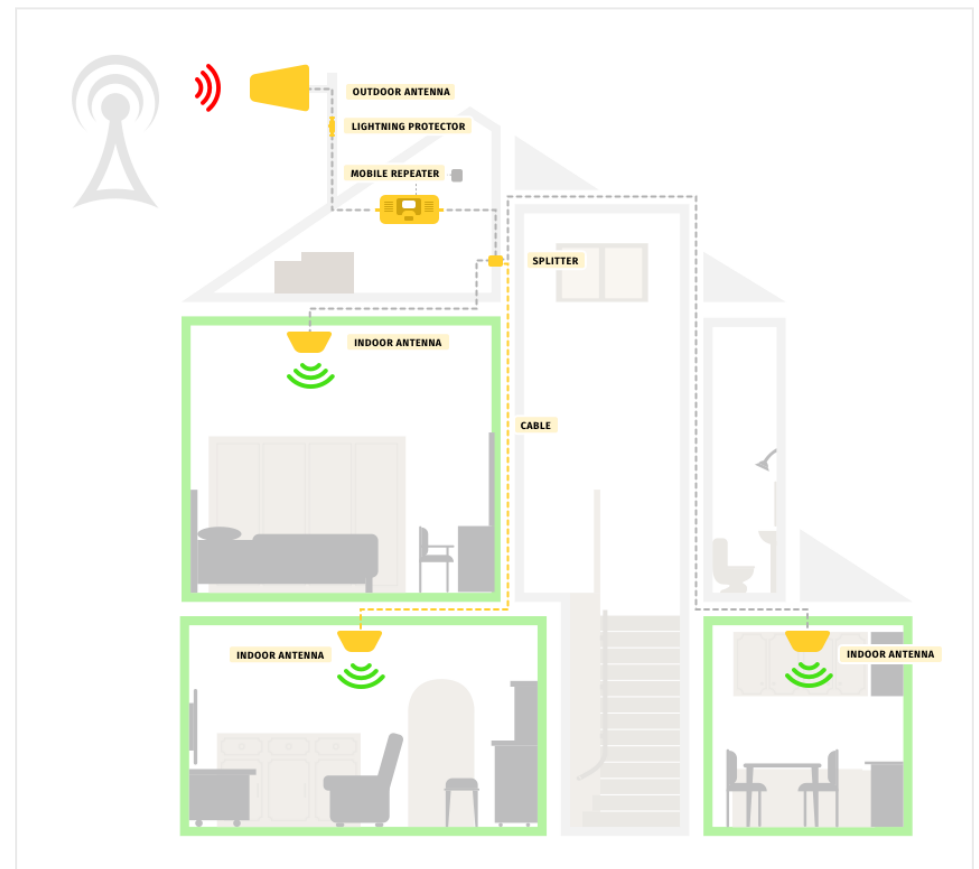 OUTDOOR ANTENNA
LIGHTNING PROTECTOR
MOBILE REPEATER
SPLITTER
INDOOR ANTENNA
CABLE
INDOOR ANTENNA
INDOOR ANTENNA